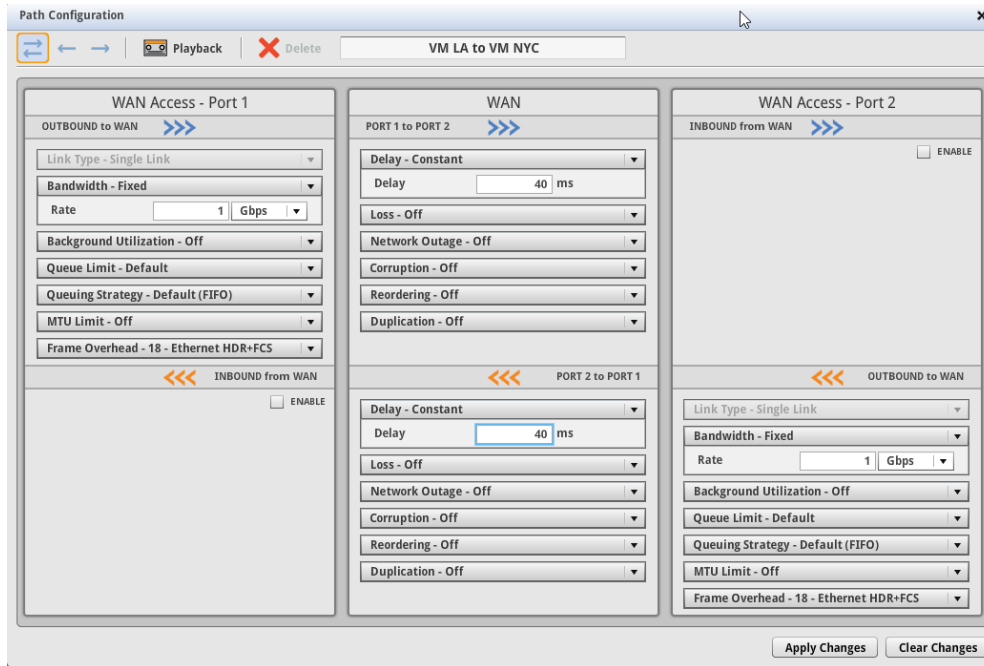 Path Configuration
Playback
Delete
VM LA to VM NYC
WAN Access - Port 1
OUTBOUND to WAN
Link Type - Single Link
Bandwidth - Fixed
Rate 1 Gbps
Background Utilization - Off
Queue Limit - Default
Queuing Strategy - Default (FIFO)
MTU Limit - Off
Frame Overhead - 18 - Ethernet HDR+FCS
INBOUND from WAN
ENABLE
WAN
PORT 1 to PORT 2
Delay - Constant
Delay 40 ms
Loss - Off
Network Outage - Off
Corruption - Off
Reordering - Off
Duplication - Off
PORT 2 to PORT 1
Delay - Constant
Delay 40 ms
Loss - Off
Network Outage - Off
Corruption - Off
Reordering - Off
Duplication - Off
WAN Access - Port 2
INBOUND from WAN
ENABLE
OUTBOUND to WAN
Link Type - Single Link
Bandwidth - Fixed
Rate 1 Gbps
Background Utilization - Off
Queue Limit - Default
Queuing Strategy - Default (FIFO)
MTU Limit - Off
Frame Overhead - 18 - Ethernet HDR+FCS
Apply Changes
Clear Changes